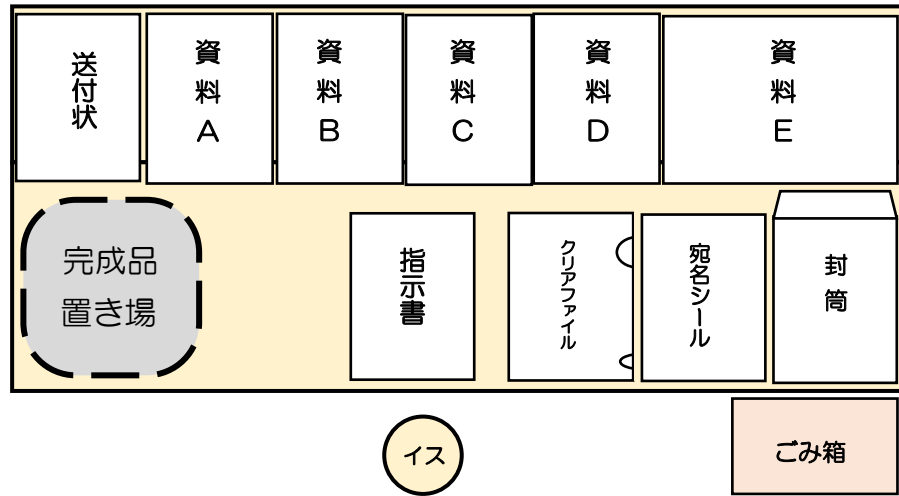 送付状
資料A
資料B
資料C
資料D
資料E
完成品
置き場
指示書
クリアファイル
宛名シール
封筒
イス
ごみ箱